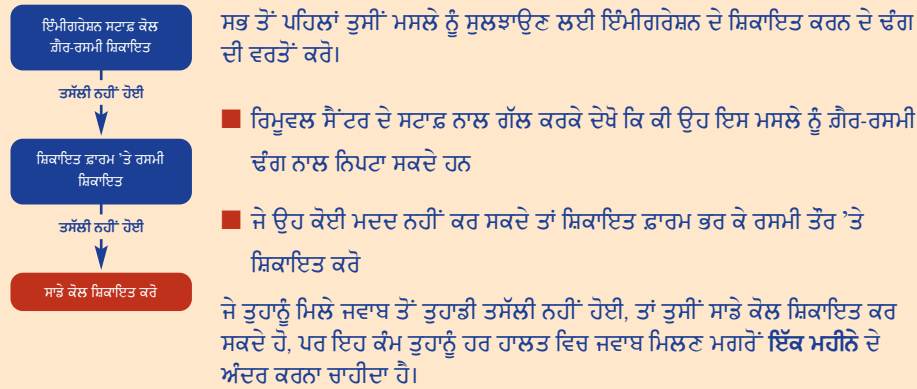 ਇੰਮੀਗਰੇਸ਼ਨ ਸਟਾਫ਼ ਕੋਲ
ਗ਼ੈਰ-ਰਸਮੀ ਸ਼ਿਕਾਇਤ
ਤਸੱਲੀ ਨਹੀਂ ਹੋਈ
ਸ਼ਿਕਾਇਤ ਫ਼ਾਰਮ 'ਤੇ ਰਸਮੀ
ਸ਼ਿਕਾਇਤ
ਤਸੱਲੀ ਨਹੀਂ ਹੋਈ
ਸਾਡੇ ਕੋਲ ਸ਼ਿਕਾਇਤ ਕਰੋ
ਸਭ ਤੋਂ ਪਹਿਲਾਂ ਤੁਸੀਂ ਮਸਲੇ ਨੂੰ ਸੁਲਝਾਉਣ ਲਈ ਇੰਮੀਗਰੇਸ਼ਨ ਦੇ ਸ਼ਿਕਾਇਤ ਕਰਨ ਦੇ ਢੰਗ
ਦੀ ਵਰਤੋਂ ਕਰੋ।
■ ਰਿਮੂਵਲ ਸੈਂਟਰ ਦੇ ਸਟਾਫ਼ ਨਾਲ ਗੱਲ ਕਰਕੇ ਦੇਖੋ ਕਿ ਕੀ ਉਹ ਇਸ ਮਸਲੇ ਨੂੰ ਗ਼ੈਰ-ਰਸਮੀ
ਢੰਗ ਨਾਲ ਨਿਪਟਾ ਸਕਦੇ ਹਨ
■ ਜੇ ਉਹ ਕੋਈ ਮਦਦ ਨਹੀਂ ਕਰ ਸਕਦੇ ਤਾਂ ਸ਼ਿਕਾਇਤ ਫ਼ਾਰਮ ਭਰ ਕੇ ਰਸਮੀ ਤੌਰ 'ਤੇ
ਸ਼ਿਕਾਇਤ ਕਰੋ
ਜੇ ਤੁਹਾਨੂੰ ਮਿਲੇ ਜਵਾਬ ਤੋਂ ਤੁਹਾਡੀ ਤਸੱਲੀ ਨਹੀਂ ਹੋਈ, ਤਾਂ ਤੁਸੀਂ ਸਾਡੇ ਕੋਲ ਸ਼ਿਕਾਇਤ ਕਰ
ਸਕਦੇ ਹੋ, ਪਰ ਇਹ ਕੰਮ ਤੁਹਾਨੂੰ ਹਰ ਹਾਲਤ ਵਿਚ ਜਵਾਬ ਮਿਲਣ ਮਗਰੋਂ ਇੱਕ ਮਹੀਨੇ ਦੇ
ਅੰਦਰ ਕਰਨਾ ਚਾਹੀਦਾ ਹੈ।